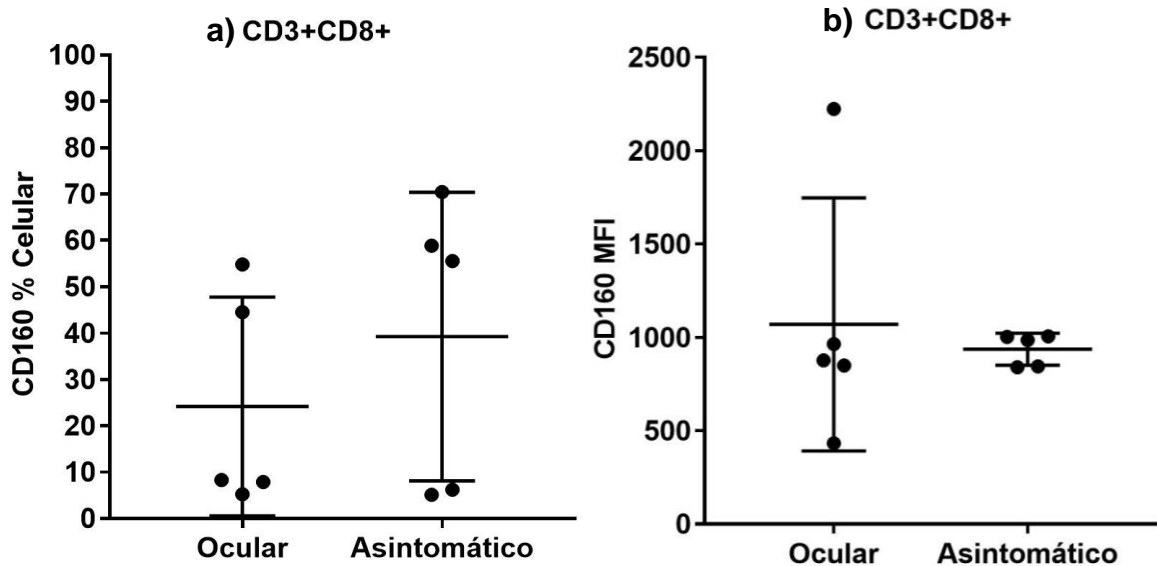 a) CD3+CD8+
CD160 % Celular
100
90
80
70
60
50
40
30
20
10
0
Ocular Asintomático
b) CD3+CD8+
CD160 MFI
2500
2000
1500
1000
500
0
Ocular Asintomático